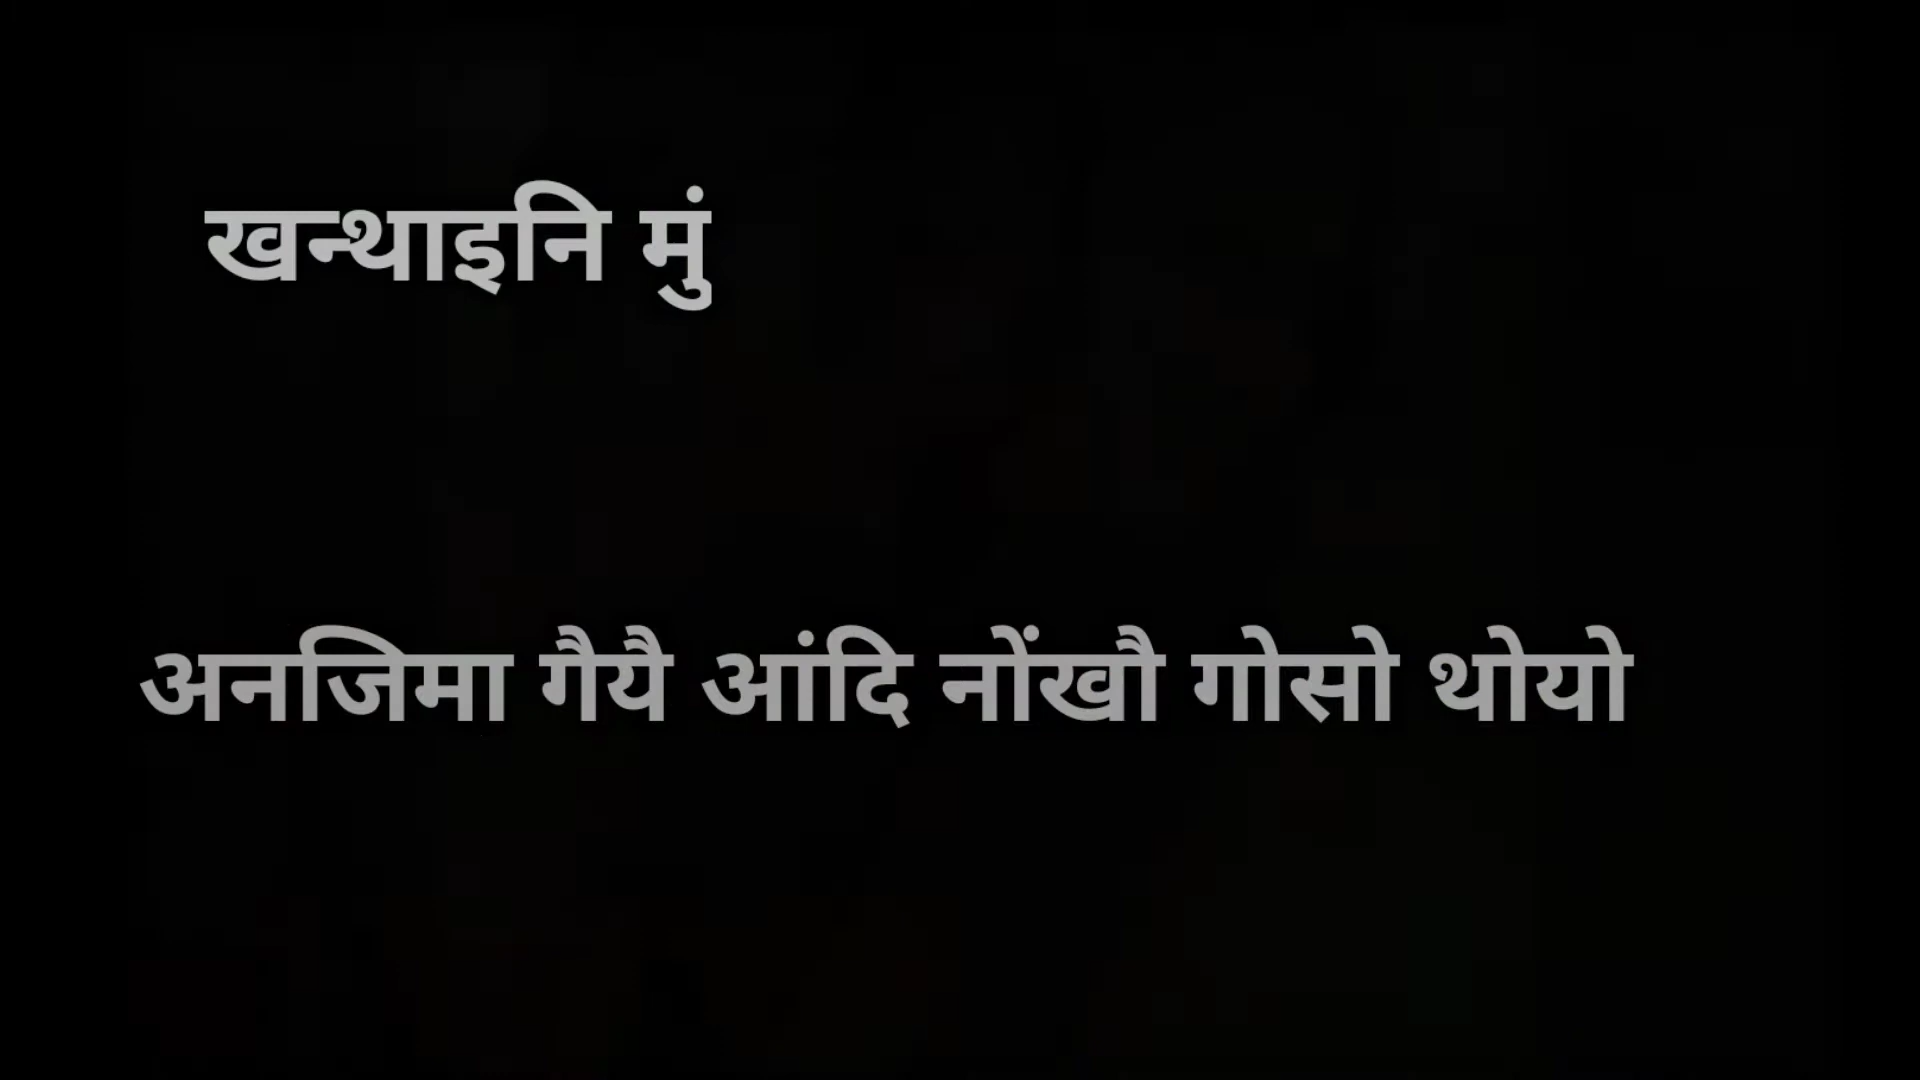 खन्थाइनि मुं
अनजिमा गैयै आंदि नोंखौ गोसो थोयो